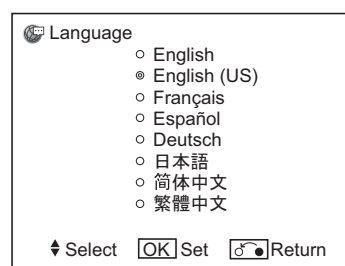 Language
English
English (US)
Français
Español
Deutsch
日本語
简体中文
繁體中文
Select OK Set Return